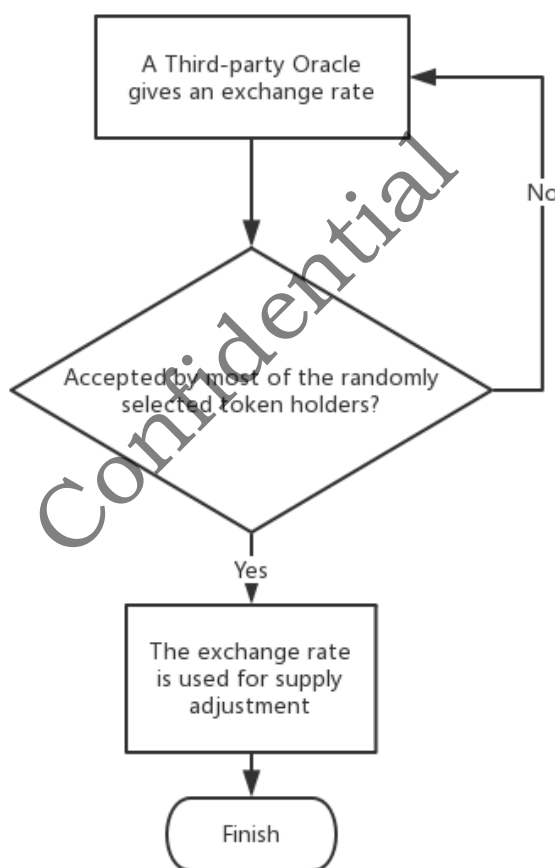 A Third-party Oracle
gives an exchange rate
No
Accepted by most of the randomly
selected token holders?
Confidential
Yes
The exchange rate
is used for supply
adjustment
Finish